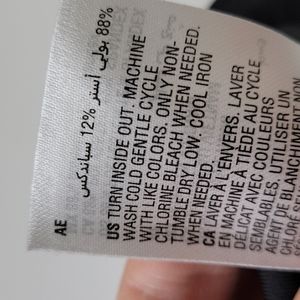 AE
88% بولي أستر 12% سباندكس
US TURN INSIDE OUT. MACHINE
WASH COLD GENTLE CYCLE
WITH LIKE COLORS. ONLY NON-
CHLORINE BLEACH WHEN NEEDED.
TUMBLE DRY LOW. COOL IRON
WHEN NEEDED.
CA LAVER À L'ENVERS, LAVER
EN MACHINE À TIÈDE AU CYCLE
DÉLICAT AVEC COULEURS
SEMBLABLES, UTILISER UN
AGENT DE BLANCHIMENT